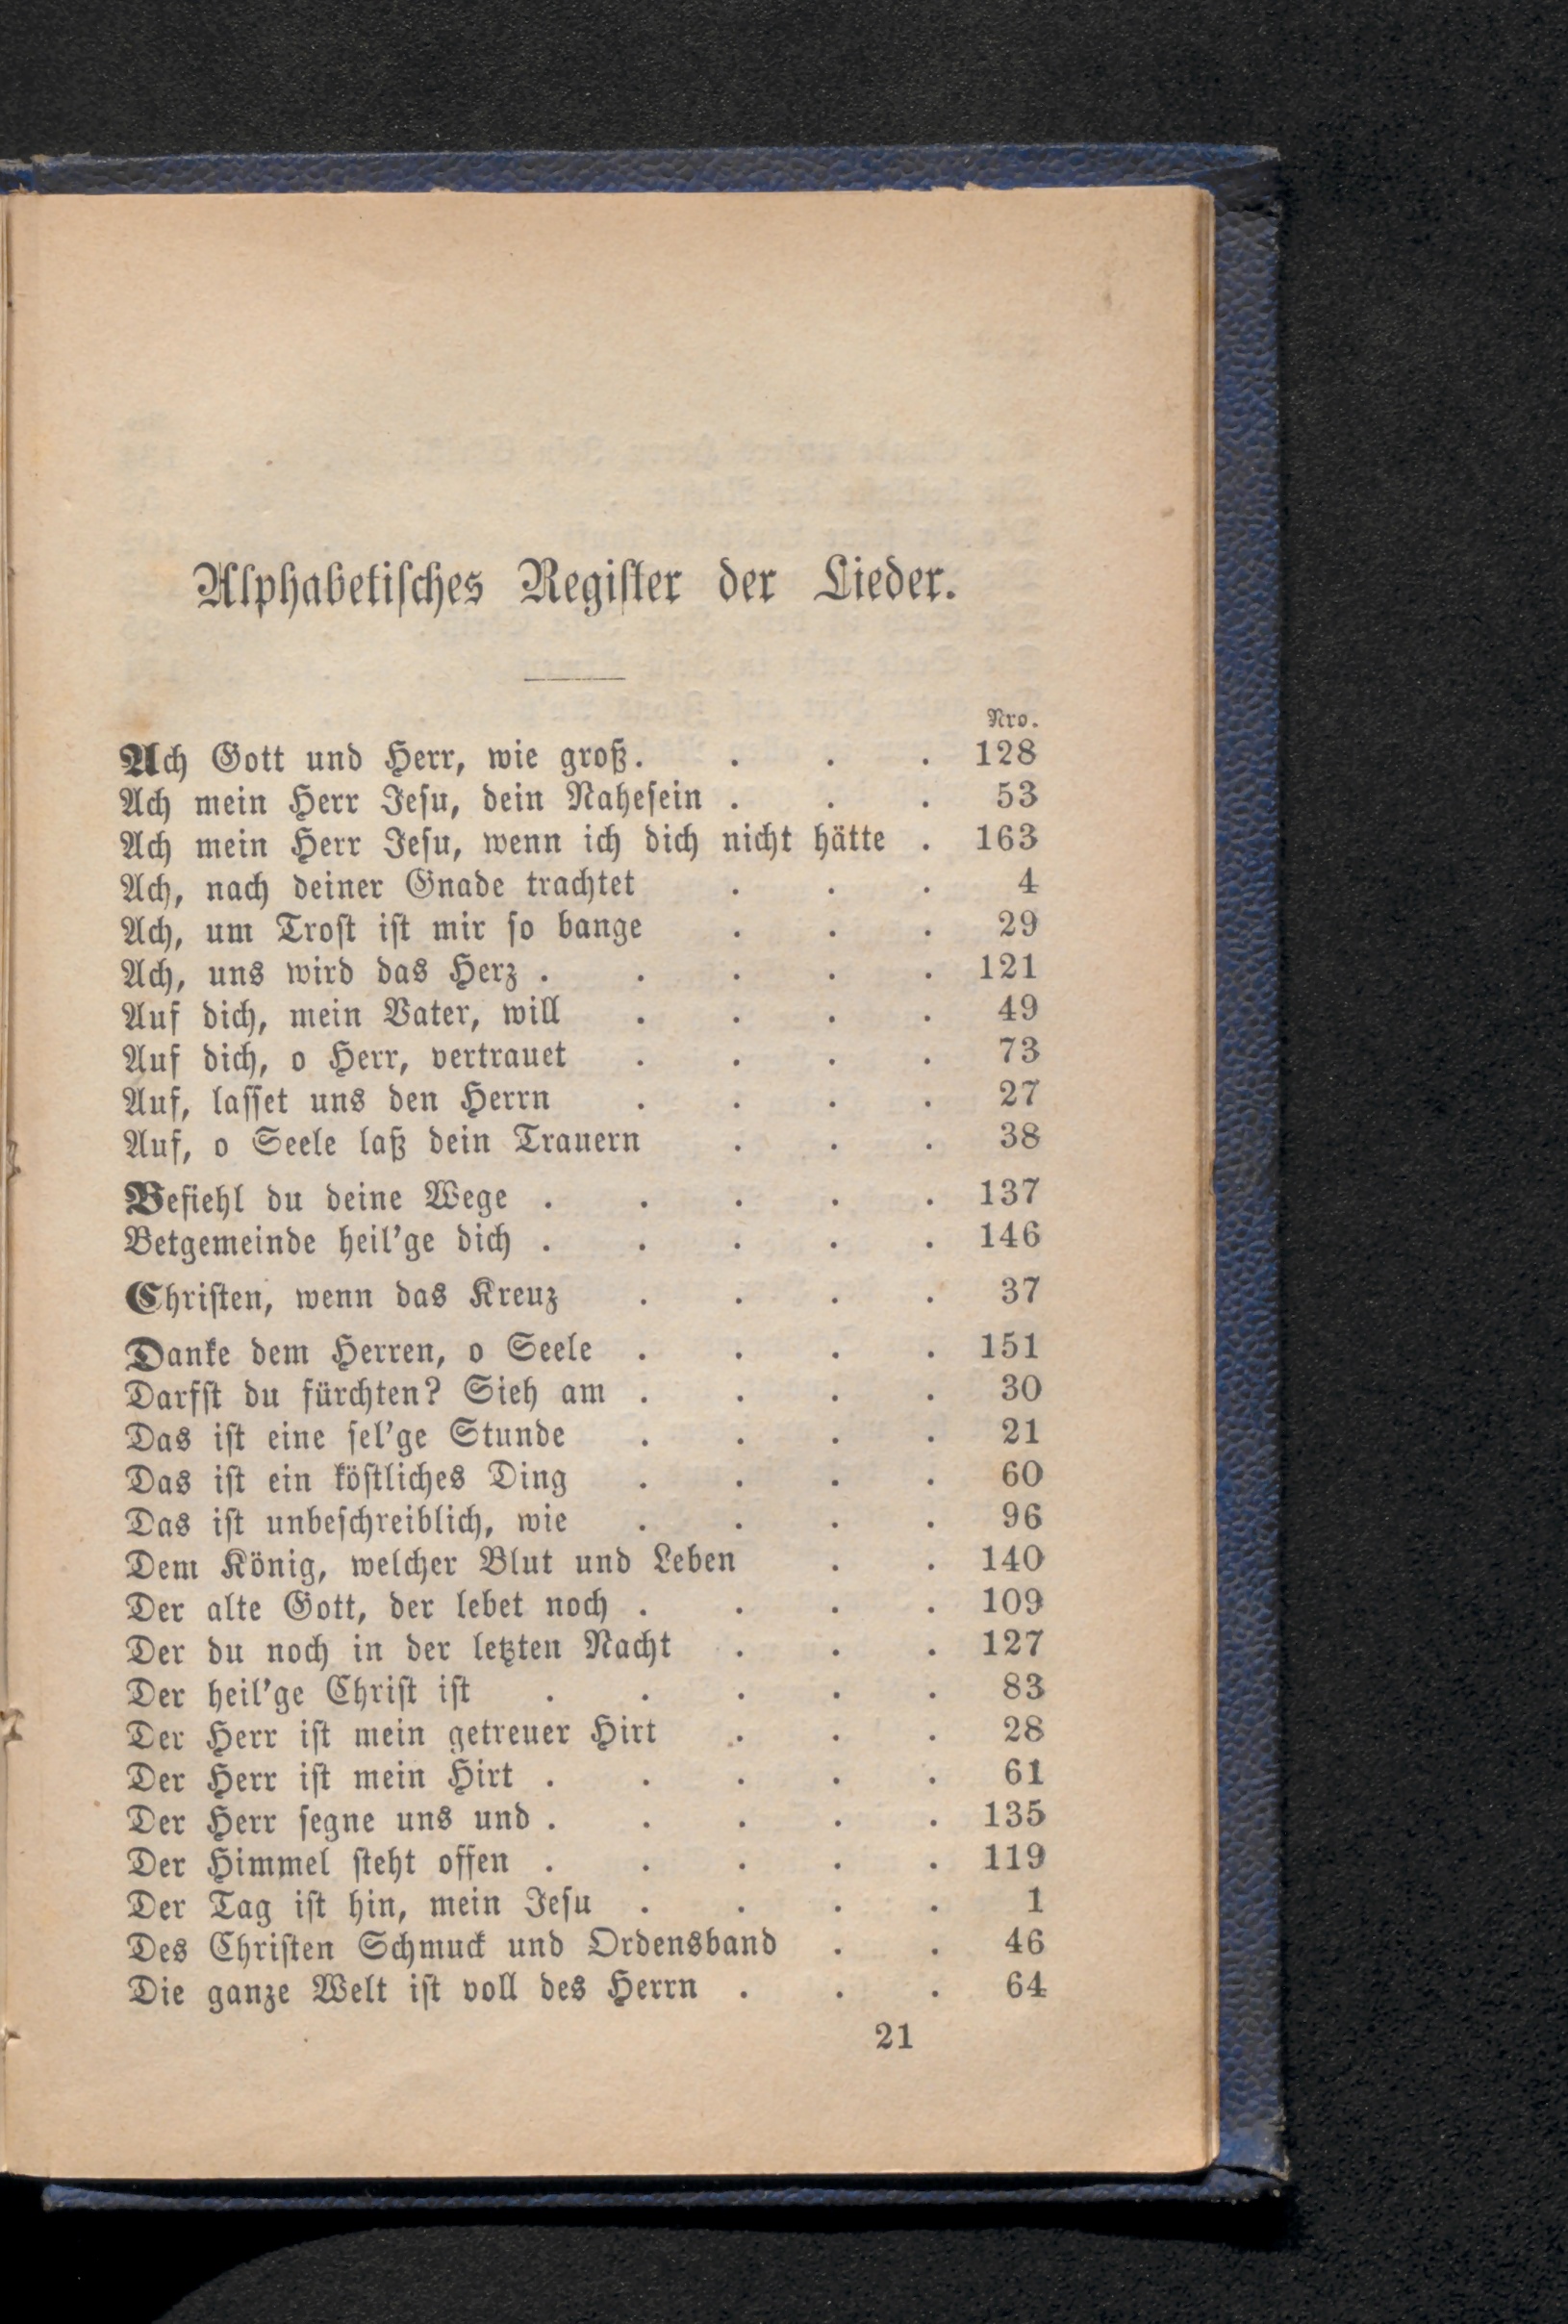 Alphabetisches Register der Lieder.
Nro.
Ach Gott und Herr, wie groß . . . . 128
Ach mein Herr Jesu, dein Nahesein . . . 53
Ach mein Herr Jesu, wenn ich dich nicht hätte . 163
Ach, nach deiner Gnade trachtet . . . 4
Ach, um Trost ist mir so bange . . . 29
Ach, uns wird das Herz . . . . . 121
Auf dich, mein Vater, will . . . . 49
Auf dich, o Herr, vertrauet . . . . 73
Auf, lasset uns den Herrn . . . . 27
Auf, o Seele laß dein Trauern . . . 38
Befiehl du deine Wege . . . . . 137
Betgemeinde heil'ge dich . . . . . 146
Christen, wenn das Kreuz . . . . 37
Danke dem Herren, o Seele . . . . 151
Darfst du fürchten? Sieh am . . . . 30
Das ist eine sel'ge Stunde . . . . 21
Das ist ein köstliches Ding . . . . 60
Das ist unbeschreiblich, wie . . . . 96
Dem König, welcher Blut und Leben . . 140
Der alte Gott, der lebet noch . . . . 109
Der du noch in der letzten Nacht . . . 127
Der heil'ge Christ ist . . . . . 83
Der Herr ist mein getreuer Hirt . . . 28
Der Herr ist mein Hirt . . . . . 61
Der Herr segne uns und . . . . . 135
Der Himmel steht offen . . . . . 119
Der Tag ist hin, mein Jesu . . . . 1
Des Christen Schmuck und Ordensband . . 46
Die ganze Welt ist voll des Herrn . . . 64
21